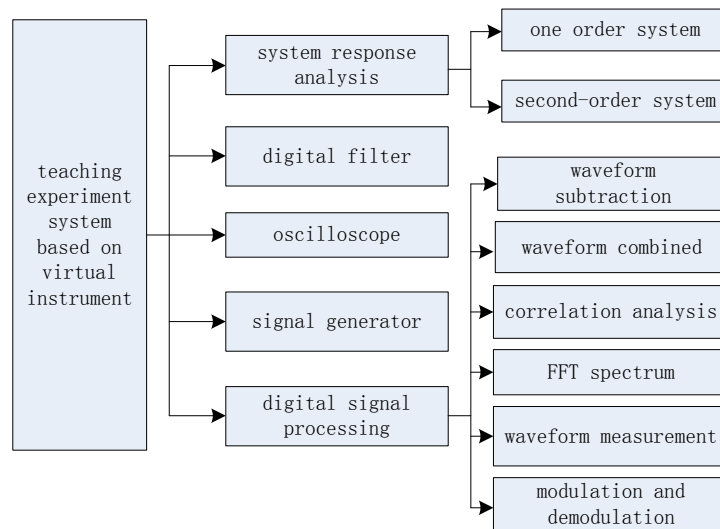 teaching
experiment
system
based on
virtual
instrument
system response
analysis
digital filter
oscilloscope
signal generator
digital signal
processing
one order system
second-order system
waveform
subtraction
waveform combined
correlation analysis
FFT spectrum
waveform measurement
modulation and
demodulation